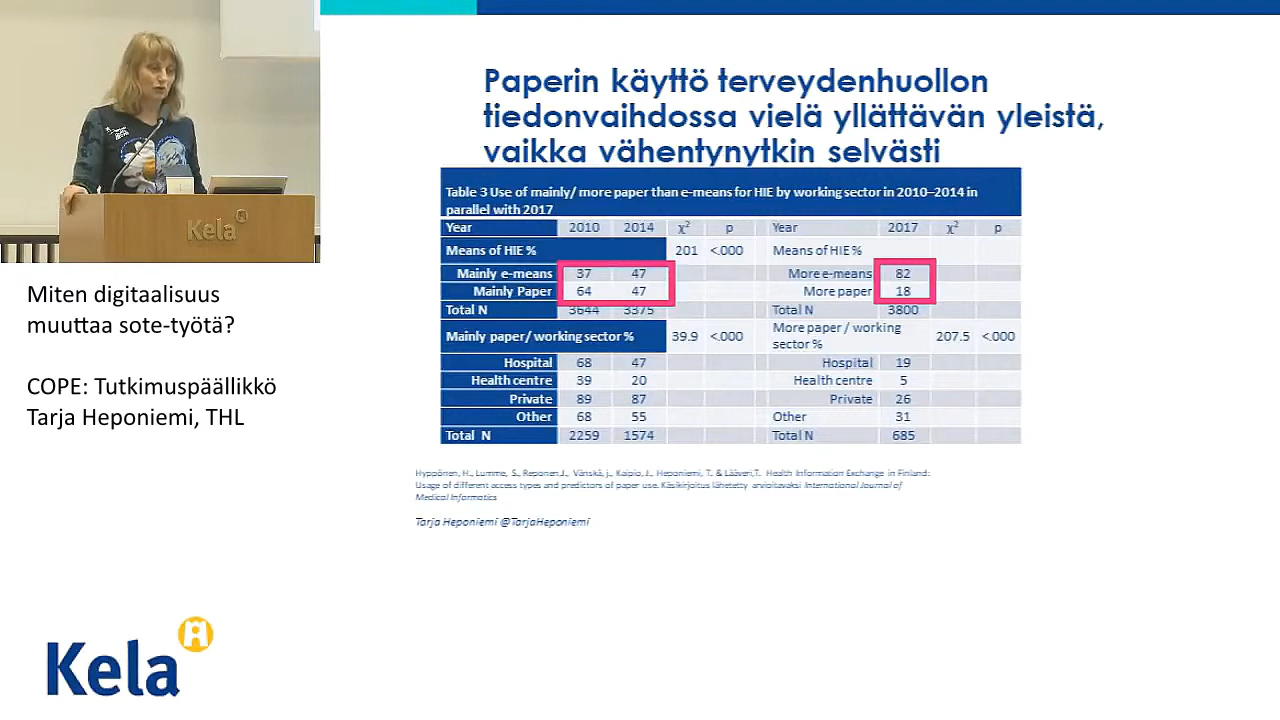 Kela
Miten digitaalisuus
muuttaa sote-työtä?
COPE: Tutkimuspäällikkö
Tarja Heponiemi, THL
Kela
Paperin käyttö terveydenhuollon
tiedonvaihdossa vielä yllättävän yleistä,
vaikka vähentynytkin selvästi
Table 3 Use of mainly/ more paper than e-means for HIE by working sector in 2010–2014 in
parallel with 2017
Year 2010 2014 χ² p Year 2017 χ² p
Means of HIE % 201 <.000 Means of HIE %
Mainly e-means 37 47 More e-means 82
Mainly Paper 64 47 More paper 18
Total N 3644 3375 Total N 3800
Mainly paper/ working sector % 39.9 <.000 More paper / working
sector % 207.5 <.000
Hospital 68 47 Hospital 19
Health centre 39 20 Health centre 5
Private 89 87 Private 26
Other 68 55 Other 31
Total N 2259 1574 Total N 685
Hyppönen, H., Lumme, S., Reponen,J., Vänskä, j., Kaipio, J., Heponiemi, T. & Lääveri,T. Health Information Exchange in Finland:
Usage of different access types and predictors of paper use. Käsikirjoitus lähetetty arvioitavaksi International Journal of
Medical Informatics
Tarja Heponiemi @TarjaHeponiemi